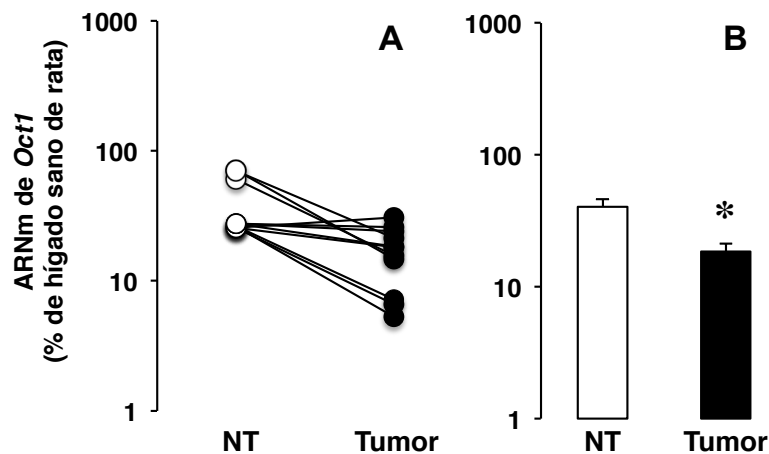 ARNm de Oct1
(% de hígado sano de rata)
A
1000
100
10
1
NT
Tumor
B
1000
100
10
1
*
NT
Tumor